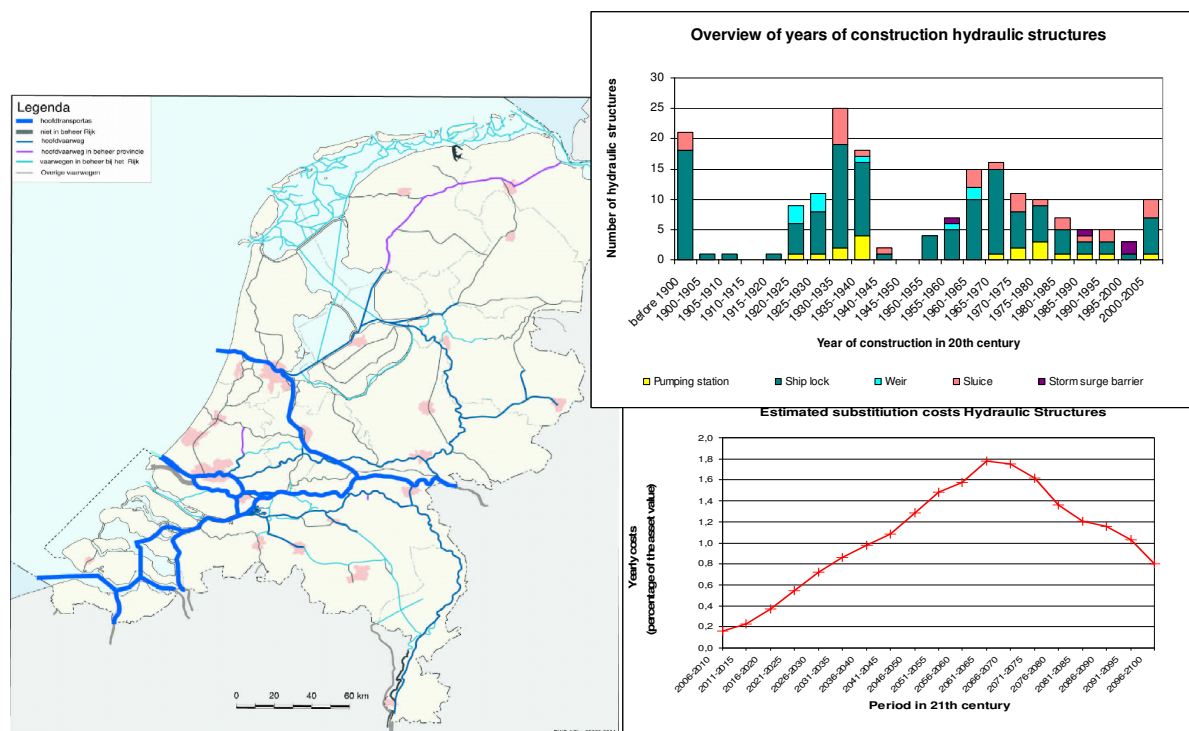 Legenda
hoofdtransportas
niet in beheer Rijk
hoofdvaarweg
hoofdvaarweg in beheer provincie
vaarwegen in beheer bij het Rijk
Overige vaarwegen
0 20 40 60 km
Overview of years of construction hydraulic structures
Number of hydraulic structures
30
25
20
15
10
5
0
before 1900
1900-1905
1905-1910
1910-1915
1915-1920
1920-1925
1925-1930
1930-1935
1935-1940
1940-1945
1945-1950
1950-1955
1955-1960
1960-1965
1965-1970
1970-1975
1975-1980
1980-1985
1985-1990
1990-1995
1995-2000
2000-2005
Year of construction in 20th century
Pumping station
Ship lock
Weir
Sluice
Storm surge barrier
Estimated substitiution costs Hydraulic Structures
Yearly costs
(percentage of the asset value)
2,0
1,8
1,6
1,4
1,2
1,0
0,8
0,6
0,4
0,2
0,0
2006-2010
2011-2015
2016-2020
2021-2025
2026-2030
2031-2035
2036-2040
2041-2045
2046-2050
2051-2055
2056-2060
2061-2065
2066-2070
2071-2075
2076-2080
2081-2085
2086-2090
2091-2095
2096-2100
Period in 21th century